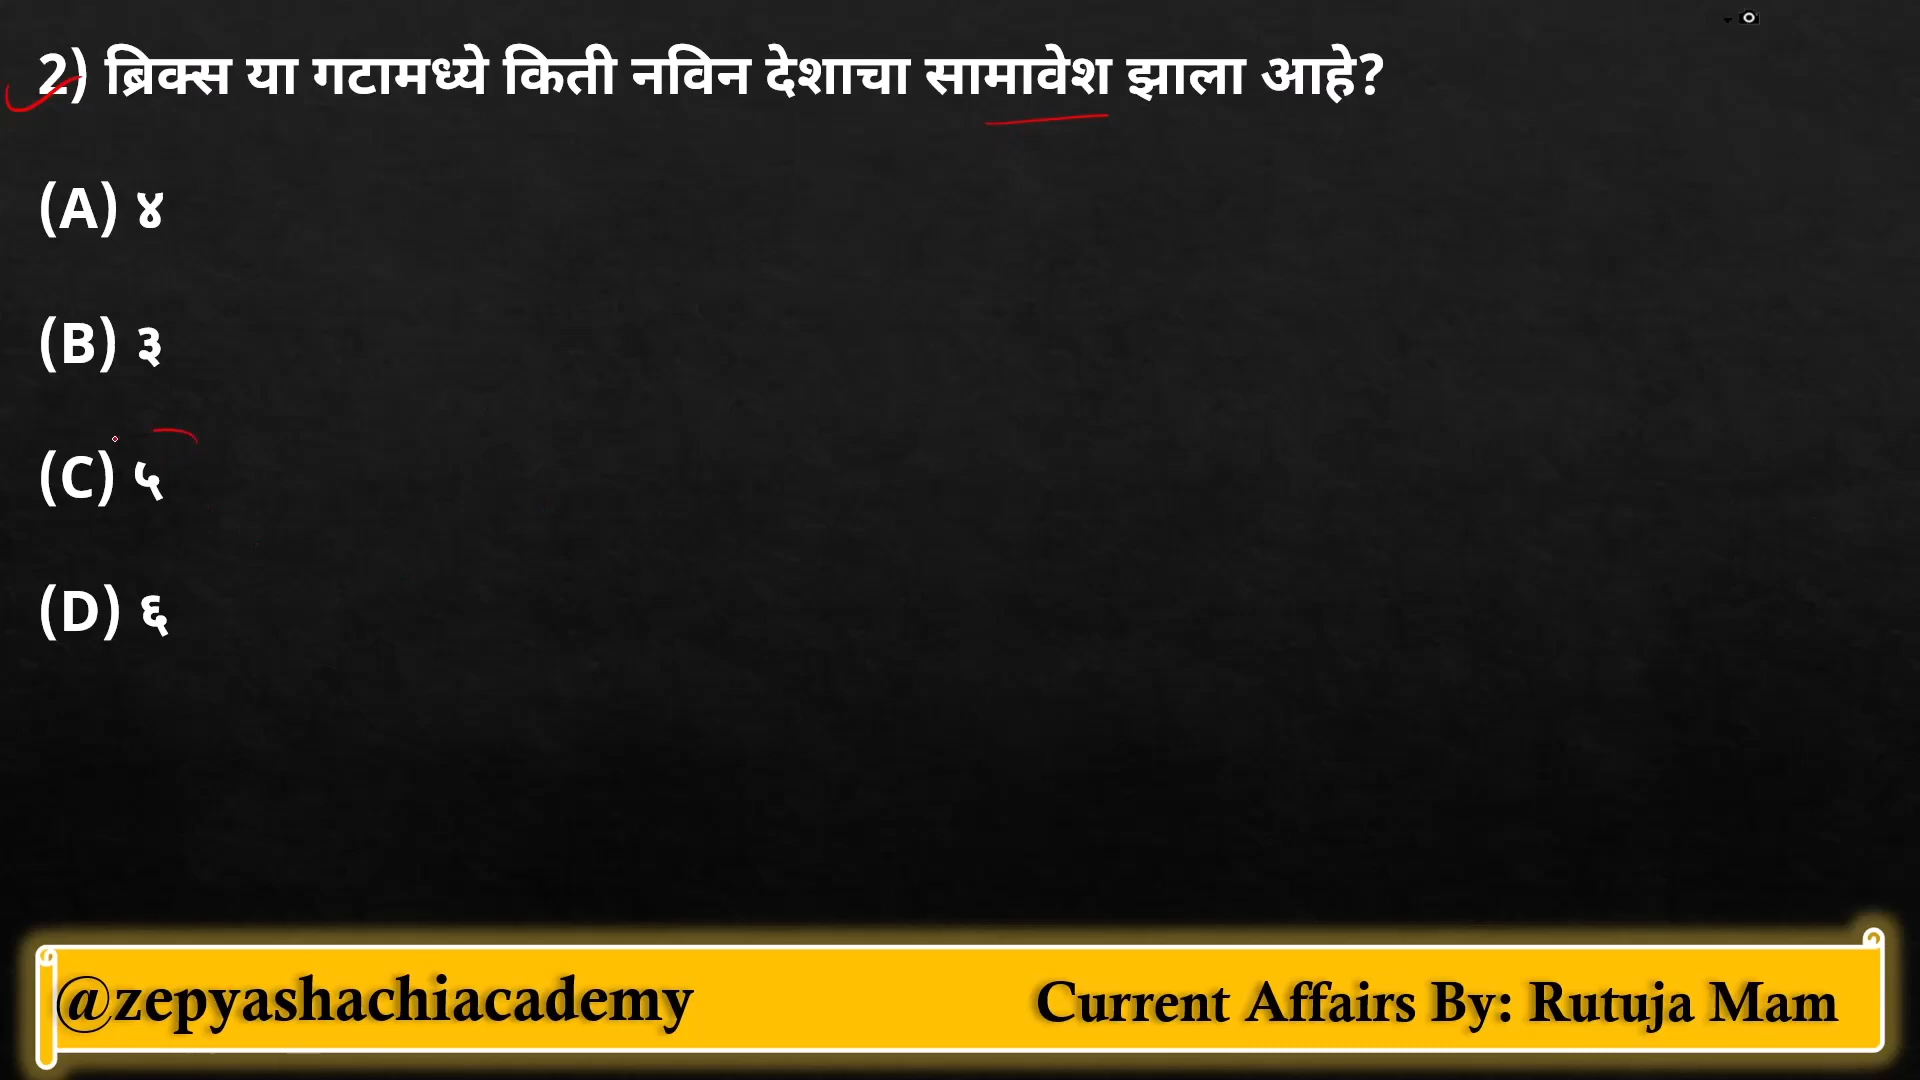 2) ब्रिक्स या गटामध्ये किती नविन देशाचा सामावेश झाला आहे?
(A) ४
(B) ३
(C) ५
(D) ६
@zepyashachiacademy
Current Affairs By: Rutuja Mam